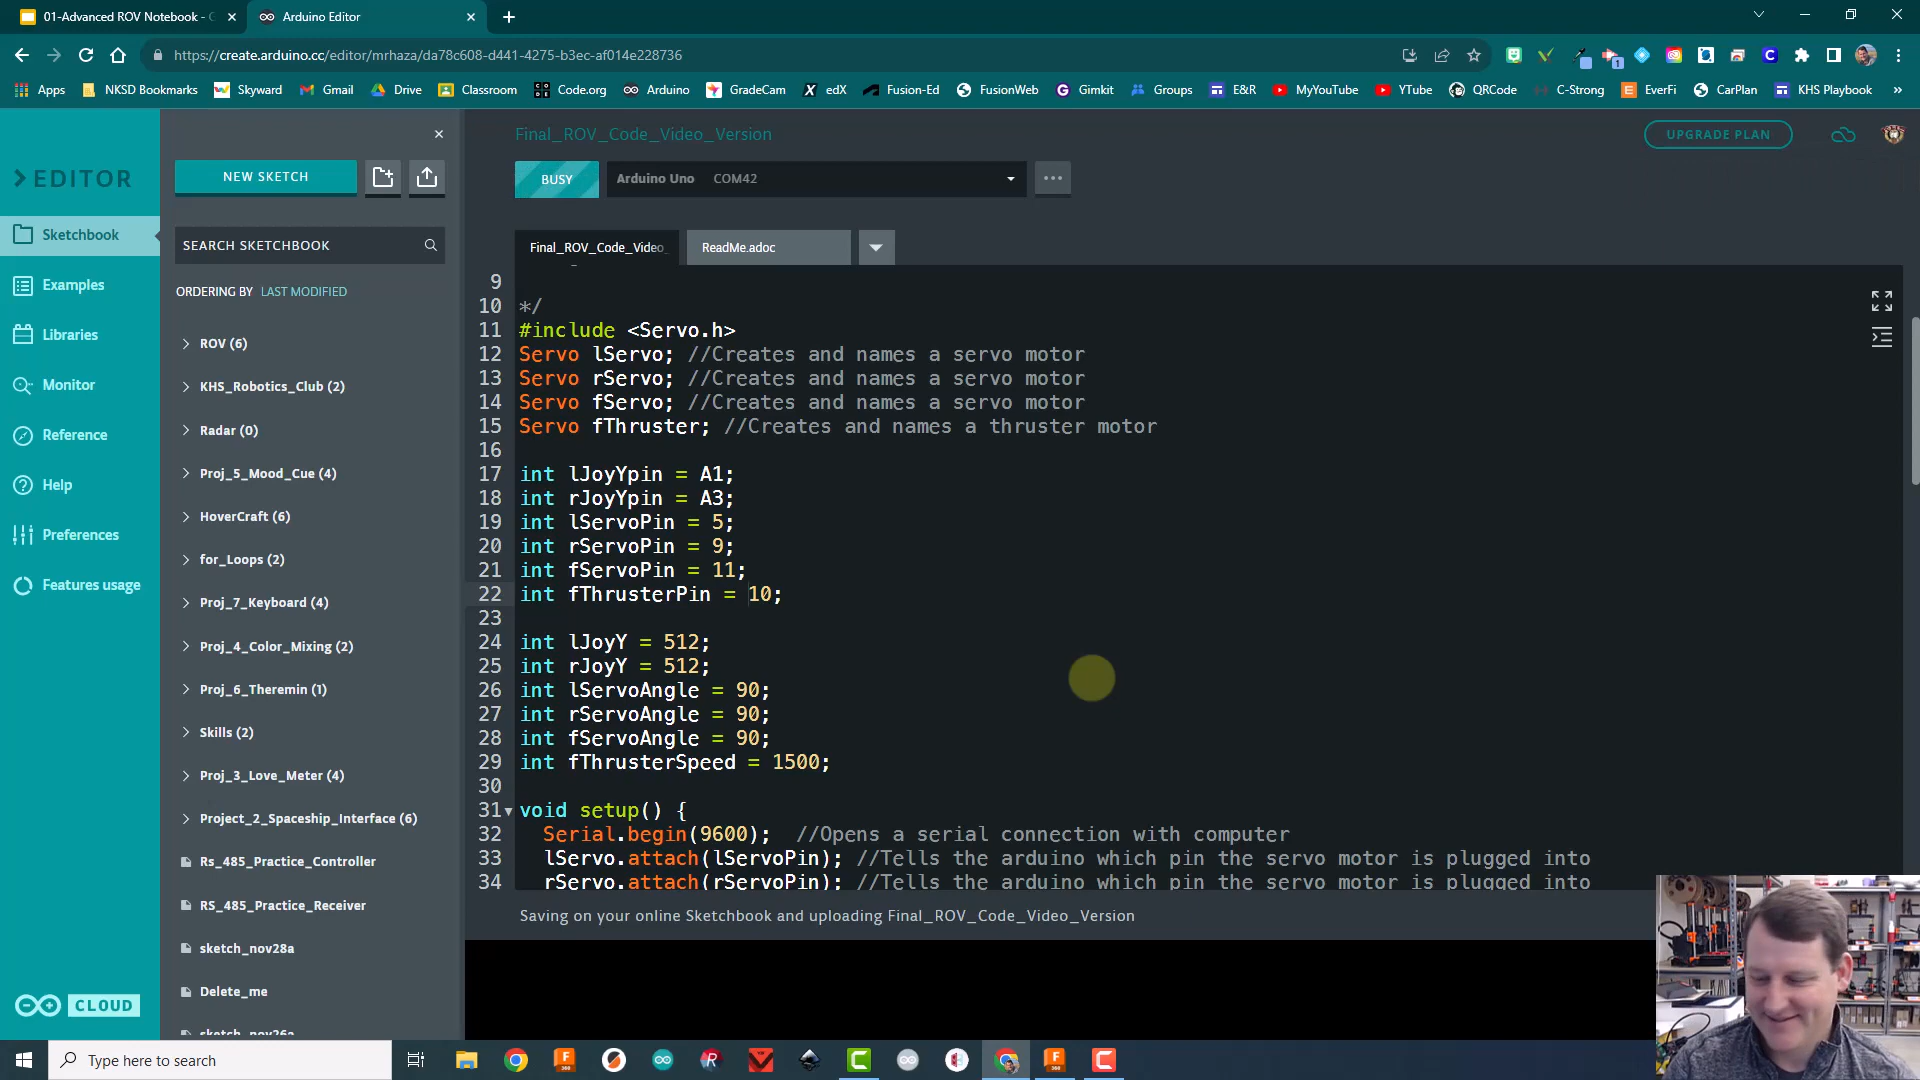 01-Advanced ROV Notebook -
Arduino Editor
https://create.arduino.cc/editor/mrhaza/da78c608-d441-4275-b3ec-af014e228736
Apps NKSD Bookmarks Skyward Gmail Drive Classroom Code.org Arduino GradeCam edX Fusion-Ed FusionWeb Gimkit Groups E&R MyYouTube YTube QRCode C-Strong EverFi CarPlan KHS Playbook »
EDITOR
Sketchbook
Examples
Libraries
Monitor
Reference
Help
Preferences
Features usage
CLOUD
NEW SKETCH
SEARCH SKETCHBOOK
ORDERING BY LAST MODIFIED
ROV (6)
KHS_Robotics_Club (2)
Radar (0)
Proj_5_Mood_Cue (4)
HoverCraft (6)
for_Loops (2)
Proj_7_Keyboard (4)
Proj_4_Color_Mixing (2)
Proj_6_Theremin (1)
Skills (2)
Proj_3_Love_Meter (4)
Project_2_Spaceship_Interface (6)
Rs_485_Practice_Controller
RS_485_Practice_Receiver
sketch_nov28a
Delete_me
sketch_nov26a
Final_ROV_Code_Video_Version
UPGRADE PLAN
BUSY
Arduino Uno COM42
Final_ROV_Code_Video_
ReadMe.adoc
9
10 */
11 #include <Servo.h>
12 Servo lServo; //Creates and names a servo motor
13 Servo rServo; //Creates and names a servo motor
14 Servo fServo; //Creates and names a servo motor
15 Servo fThruster; //Creates and names a thruster motor
16
17 int lJoyYpin = A1;
18 int rJoyYpin = A3;
19 int lServoPin = 5;
20 int rServoPin = 9;
21 int fServoPin = 11;
22 int fThrusterPin = 10;
23
24 int lJoyY = 512;
25 int rJoyY = 512;
26 int lServoAngle = 90;
27 int rServoAngle = 90;
28 int fServoAngle = 90;
29 int fThrusterSpeed = 1500;
30
31 void setup() {
32 Serial.begin(9600); //Opens a serial connection with computer
33 lServo.attach(lServoPin); //Tells the arduino which pin the servo motor is plugged into
34 rServo.attach(rServoPin); //Tells the arduino which pin the servo motor is plugged into
Saving on your online Sketchbook and uploading Final_ROV_Code_Video_Version
Type here to search